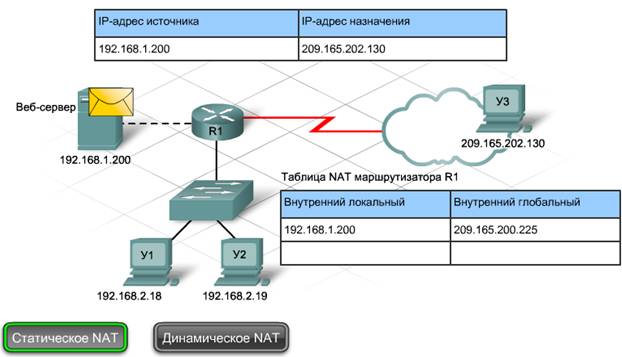 IP-адрес источника
IP-адрес назначения
192.168.1.200
209.165.202.130
Веб-сервер
R1
У3
192.168.1.200
209.165.202.130
Таблица NAT маршрутизатора R1
Внутренний локальный
Внутренний глобальный
192.168.1.200
209.165.200.225
У1
У2
192.168.2.18
192.168.2.19
Статическое NAT
Динамическое NAT